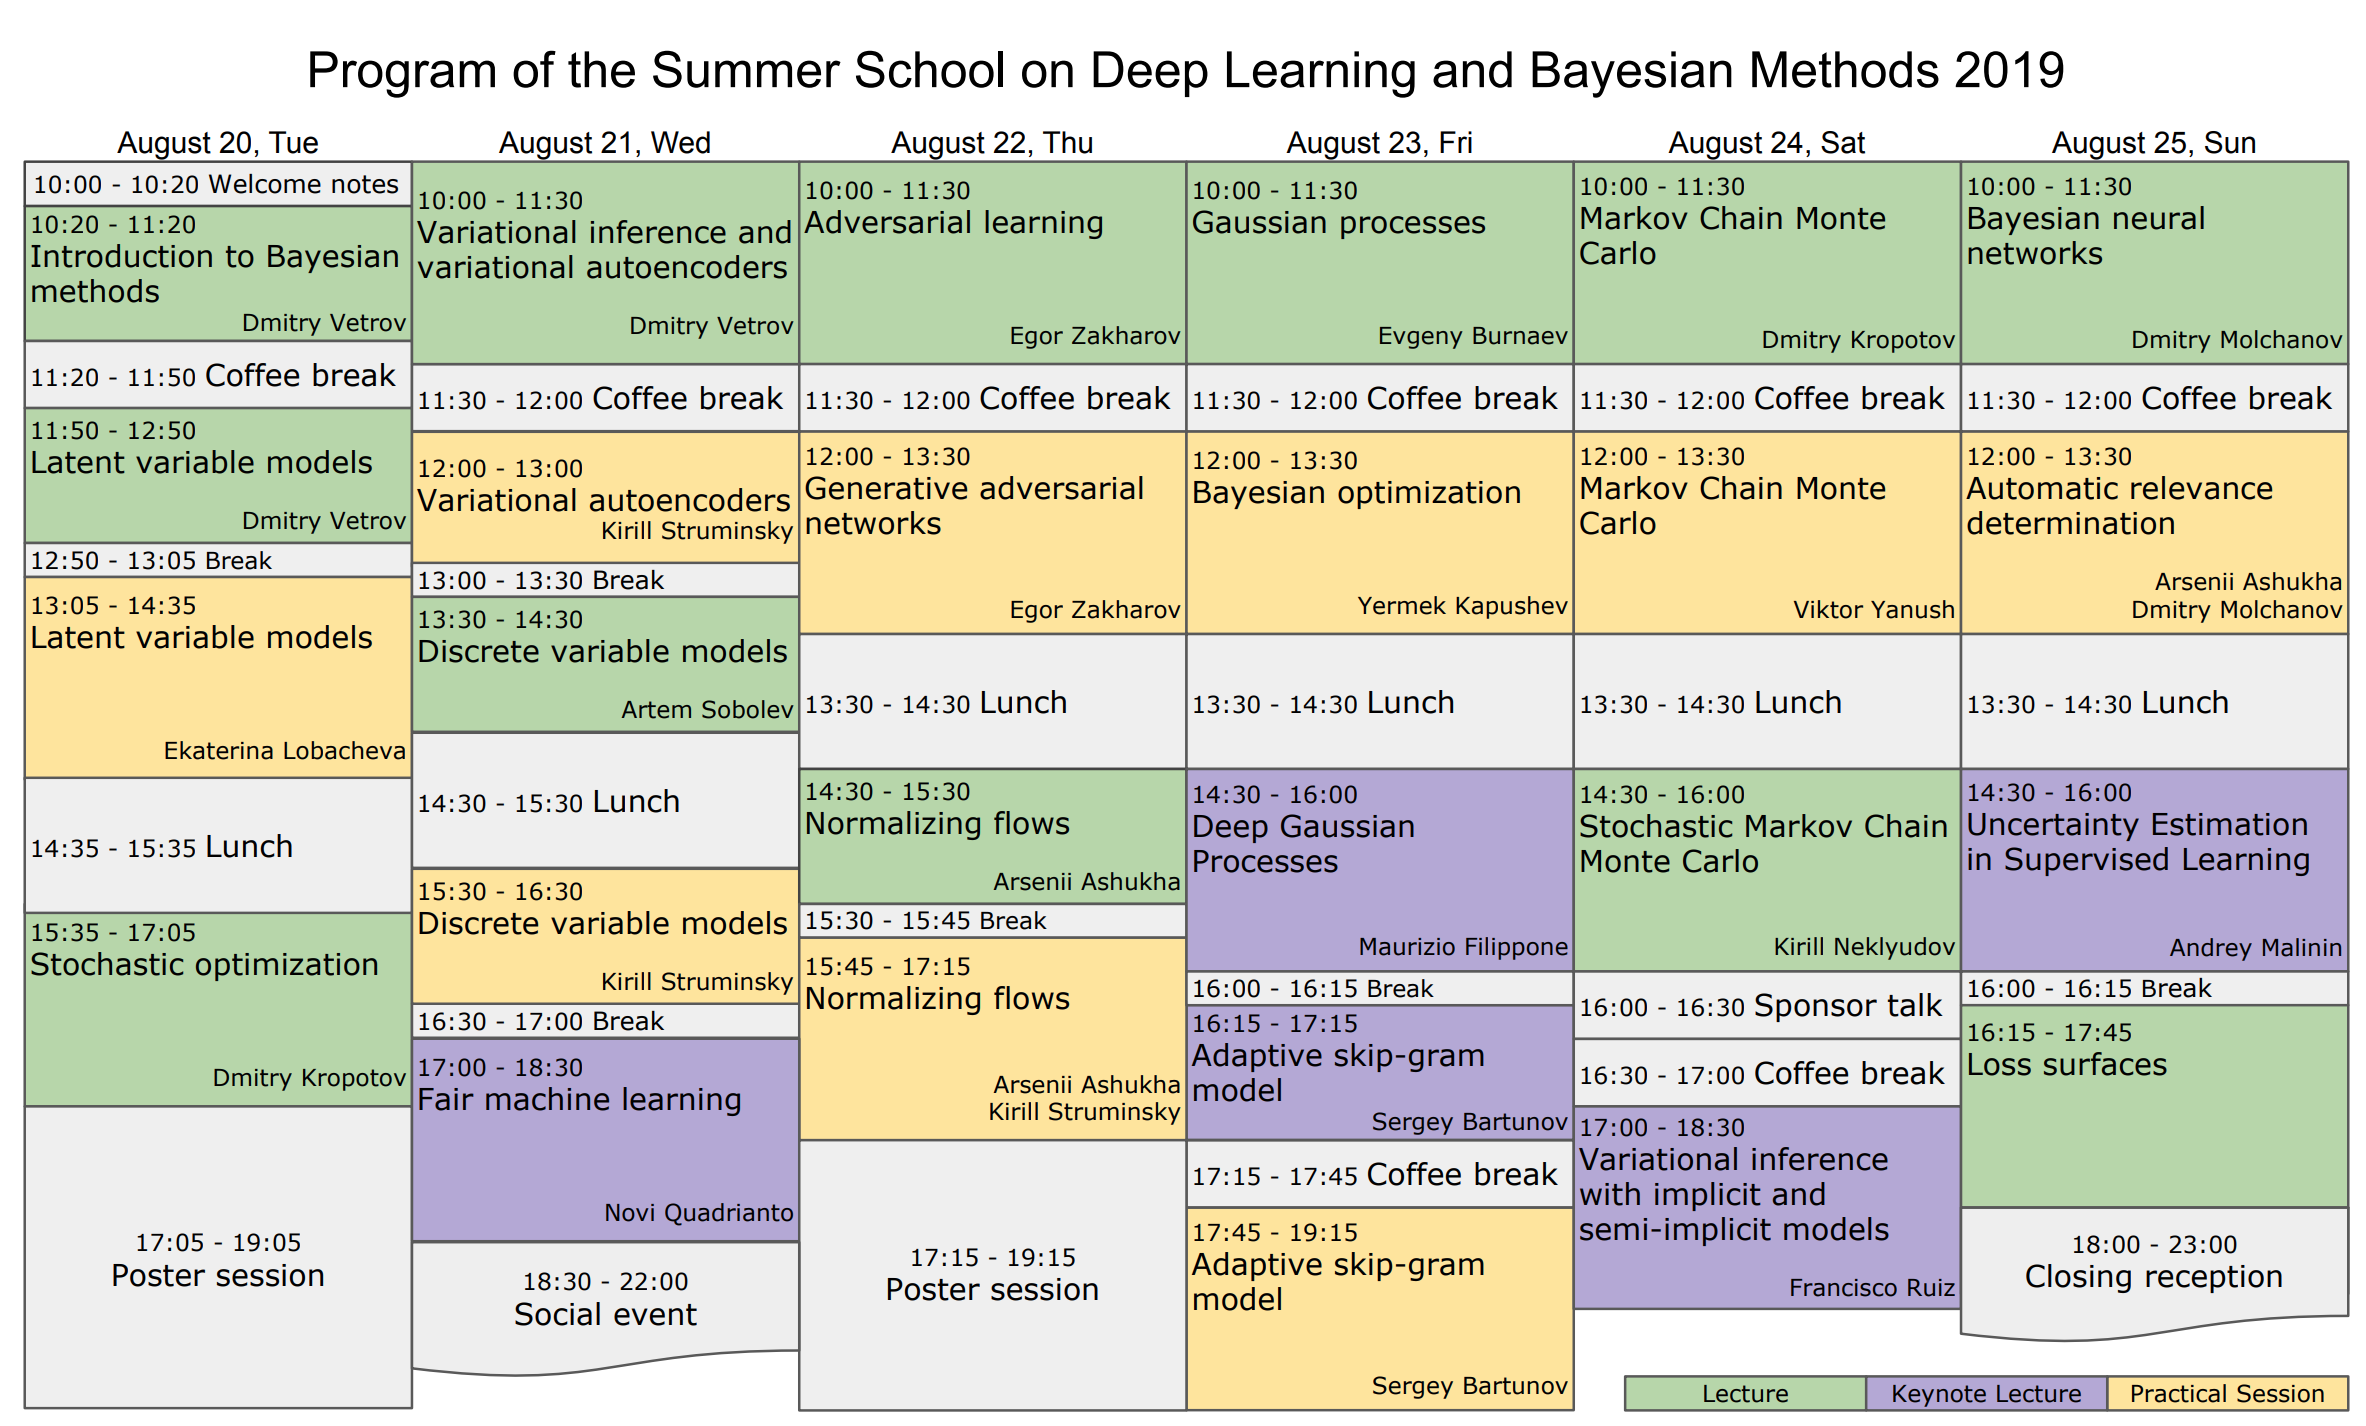 Program of the Summer School on Deep Learning and Bayesian Methods 2019
August 20, Tue
10:00 - 10:20 Welcome notes
10:20 - 11:20
Introduction to Bayesian
methods
Dmitry Vetrov
11:20 - 11:50 Coffee break
11:50 - 12:50
Latent variable models
Dmitry Vetrov
12:50 - 13:05 Break
13:05 - 14:35
Latent variable models
Ekaterina Lobacheva
14:35 - 15:35 Lunch
15:35 - 17:05
Stochastic optimization
Dmitry Kropotov
17:05 - 19:05
Poster session
August 21, Wed
10:00 - 11:30
Variational inference and
variational autoencoders
Dmitry Vetrov
11:30 - 12:00 Coffee break
12:00 - 13:00
Variational autoencoders
Kirill Struminsky
13:00 - 13:30 Break
13:30 - 14:30
Discrete variable models
Artem Sobolev
14:30 - 15:30 Lunch
15:30 - 16:30
Discrete variable models
Kirill Struminsky
16:30 - 17:00 Break
17:00 - 18:30
Fair machine learning
Novi Quadrianto
18:30 - 22:00
Social event
August 22, Thu
10:00 - 11:30
Adversarial learning
Egor Zakharov
11:30 - 12:00 Coffee break
12:00 - 13:30
Generative adversarial
networks
Egor Zakharov
13:30 - 14:30 Lunch
14:30 - 15:30
Normalizing flows
Arsenii Ashukha
15:30 - 15:45 Break
15:45 - 17:15
Normalizing flows
Arsenii Ashukha
Kirill Struminsky
17:15 - 19:15
Poster session
August 23, Fri
10:00 - 11:30
Gaussian processes
Evgeny Burnaev
11:30 - 12:00 Coffee break
12:00 - 13:30
Bayesian optimization
Yermek Kapushev
13:30 - 14:30 Lunch
14:30 - 16:00
Deep Gaussian
Processes
Maurizio Filippone
16:00 - 16:15 Break
16:15 - 17:15
Adaptive skip-gram
model
Sergey Bartunov
17:15 - 17:45 Coffee break
17:45 - 19:15
Adaptive skip-gram
model
Sergey Bartunov
August 24, Sat
10:00 - 11:30
Markov Chain Monte
Carlo
Dmitry Kropotov
11:30 - 12:00 Coffee break
12:00 - 13:30
Markov Chain Monte
Carlo
Viktor Yanush
13:30 - 14:30 Lunch
14:30 - 16:00
Stochastic Markov Chain
Monte Carlo
Kirill Neklyudov
16:00 - 16:30 Sponsor talk
16:30 - 17:00 Coffee break
17:00 - 18:30
Variational inference
with implicit and
semi-implicit models
Francisco Ruiz
August 25, Sun
10:00 - 11:30
Bayesian neural
networks
Dmitry Molchanov
11:30 - 12:00 Coffee break
12:00 - 13:30
Automatic relevance
determination
Arsenii Ashukha
Dmitry Molchanov
13:30 - 14:30 Lunch
14:30 - 16:00
Uncertainty Estimation
in Supervised Learning
Andrey Malinin
16:00 - 16:15 Break
16:15 - 17:45
Loss surfaces
18:00 - 23:00
Closing reception
Lecture
Keynote Lecture
Practical Session